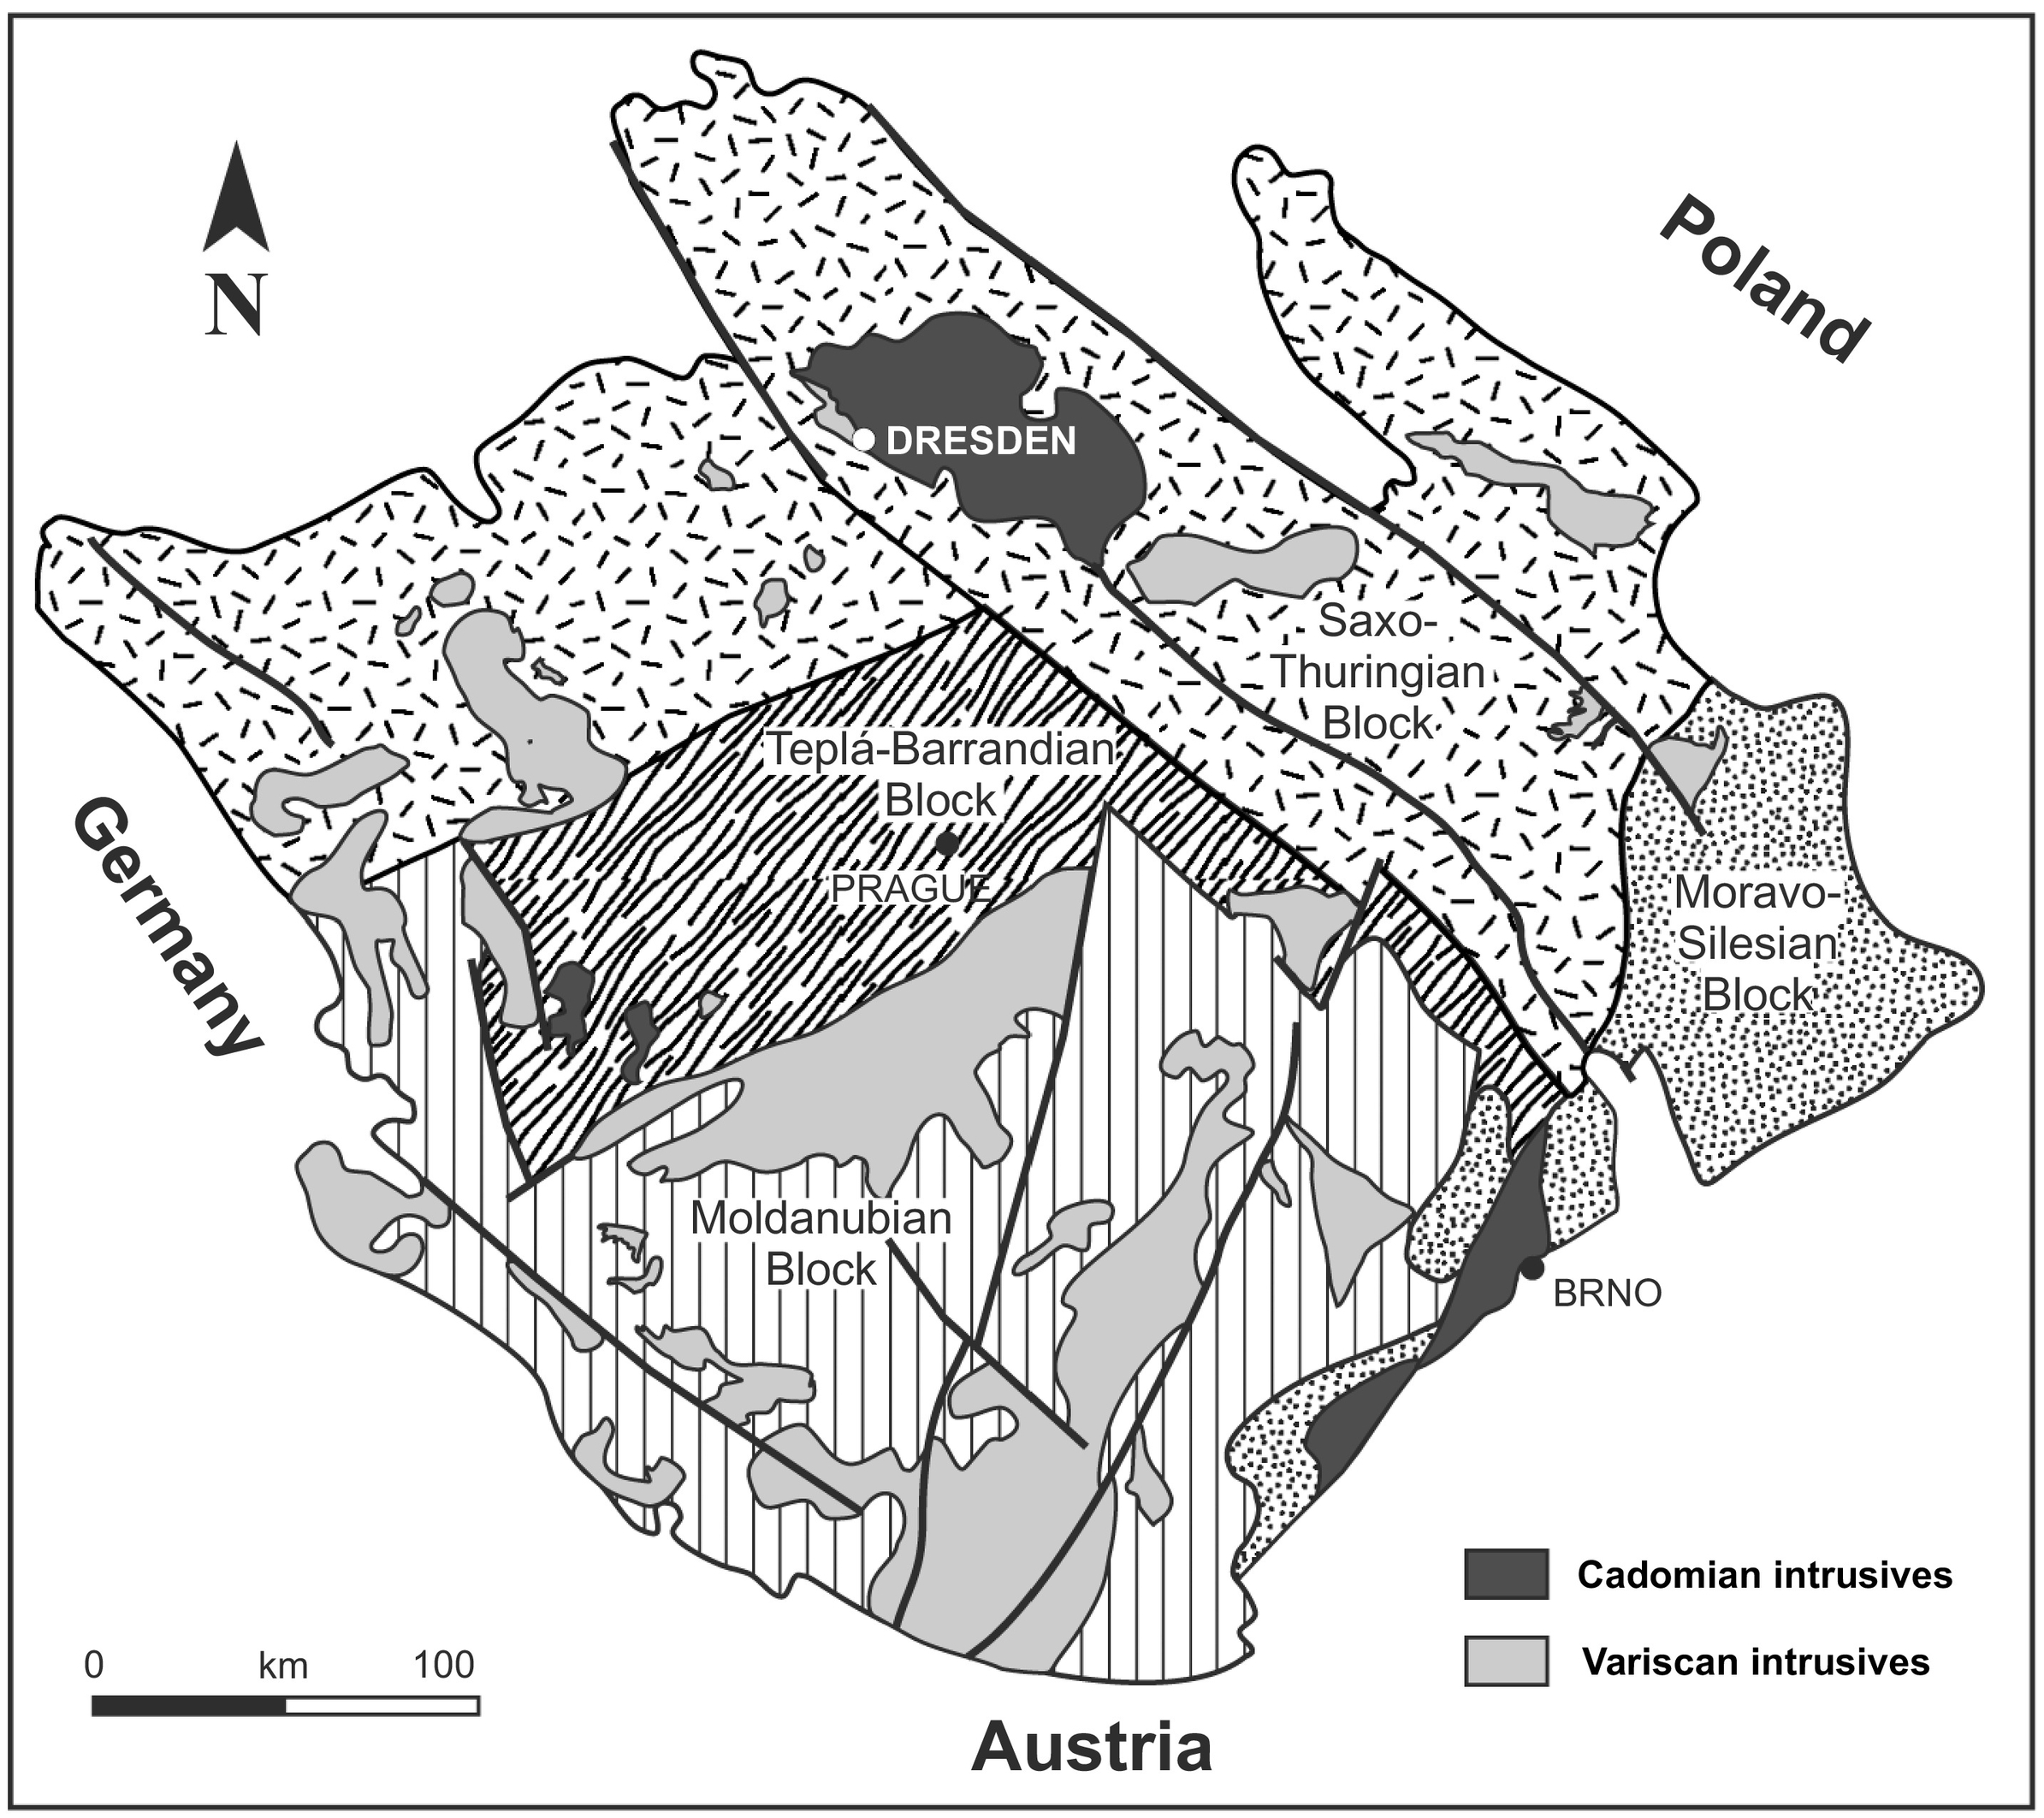 Poland
N
DRESDEN
Saxo-
Thuringian
Block
Teplá-Barrandian
Block
PRAGUE
Germany
Moravo-
Silesian
Block
Moldanubian
Block
BRNO
Cadomian intrusives
Variscan intrusives
0 km 100
Austria